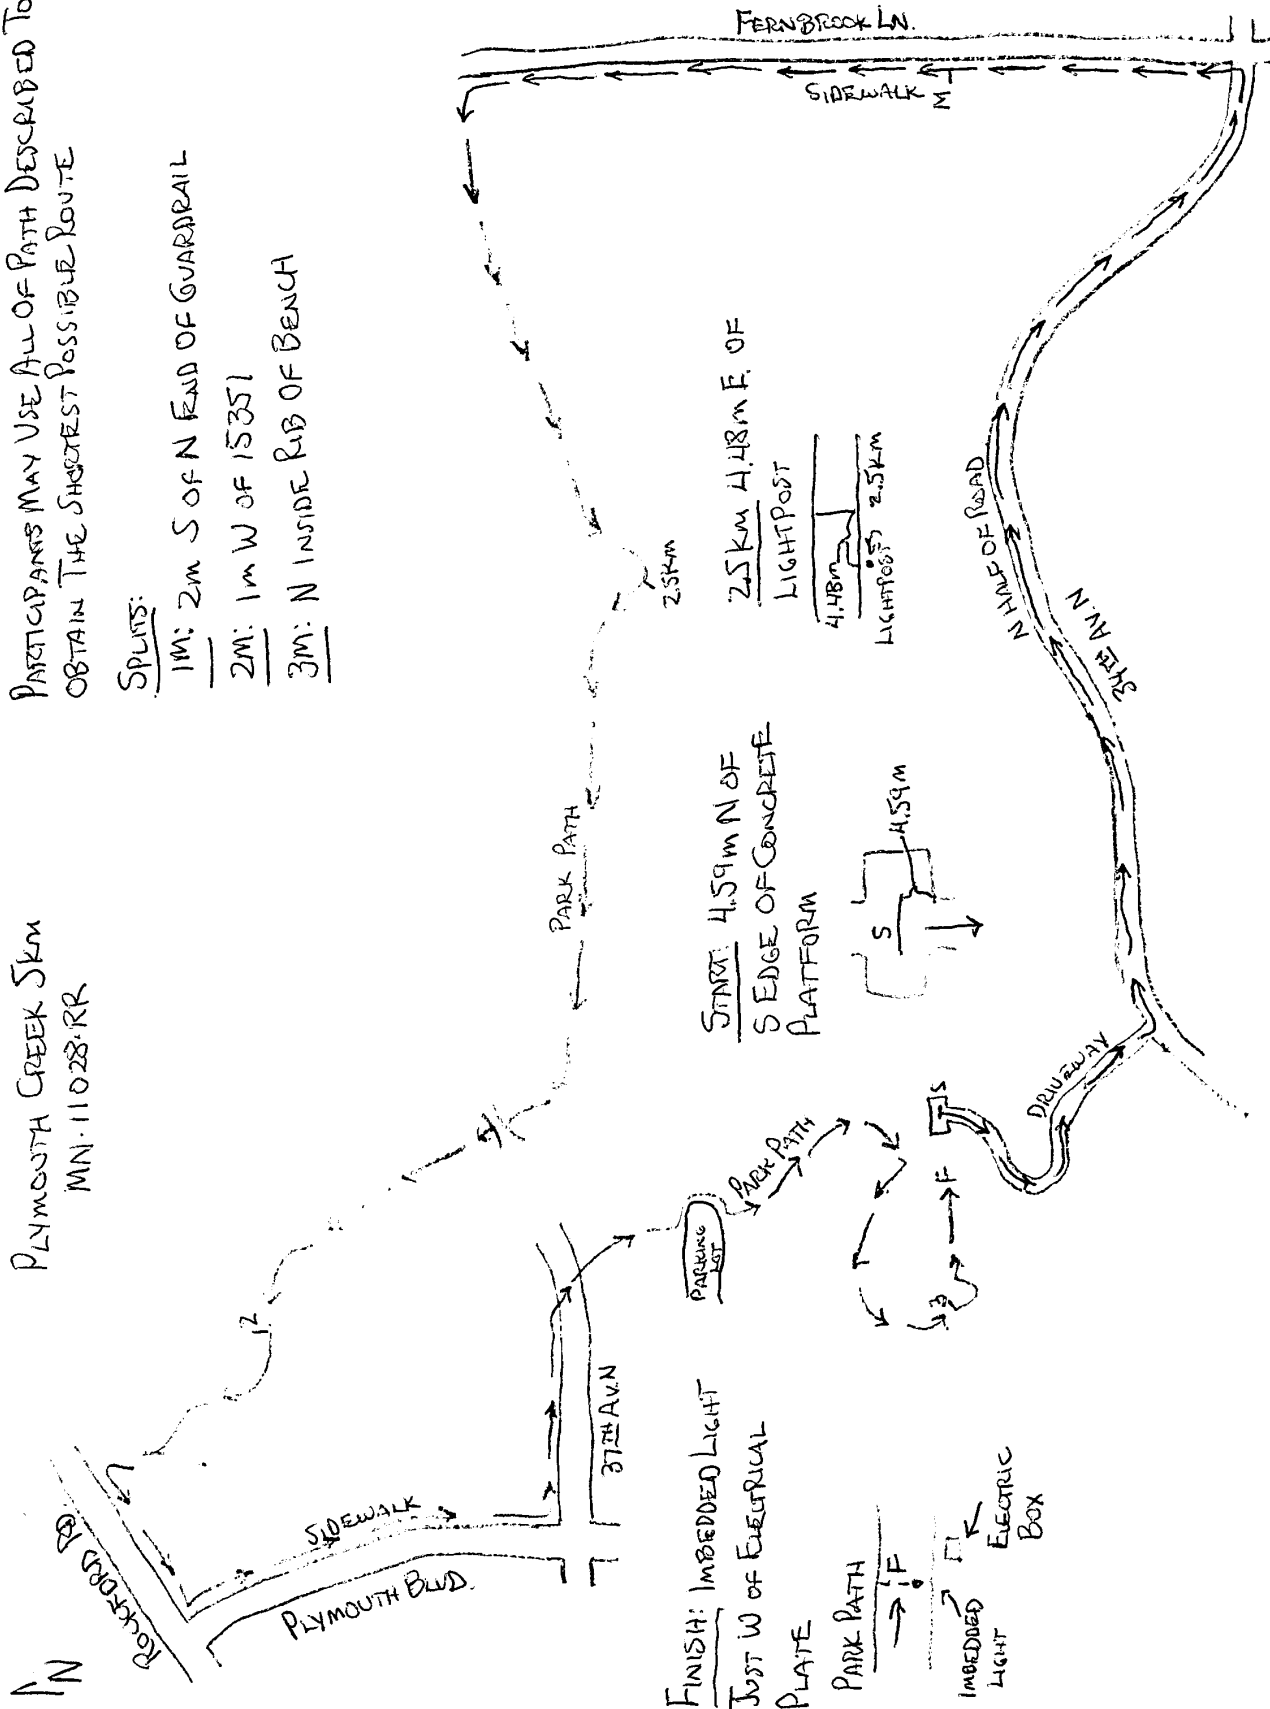 PLYMOUTH CREEK 5KM
MN·11028·RR
PARTICIPANTS MAY USE ALL OF PATH DESCRIBED TO
OBTAIN THE SHORTEST POSSIBLE ROUTE
SPLITS:
1M: 2m S OF N END OF GUARDRAIL
2M: 1m W OF 15351
3M: N INSIDE RIB OF BENCH
N
ROCKFORD RD.
2
SIDEWALK
PLYMOUTH BLVD.
37TH AV. N
PARK PATH
2.5KM
FERNBROOK LN.
SIDEWALK
M
PARKING
LOT
PARK PATH
3
F
S
DRIVEWAY
N HALF OF ROAD
34TH AV. N
START: 4.59m N OF
S EDGE OF CONCRETE
PLATFORM
S
4.59m
2.5KM 4.48m E. OF
LIGHTPOST
4.48m
LIGHTPOST
2.5KM
FINISH: IMBEDDED LIGHT
JUST W OF ELECTRICAL
PLATE
PARK PATH
F
IMBEDDED
LIGHT
ELECTRIC
BOX